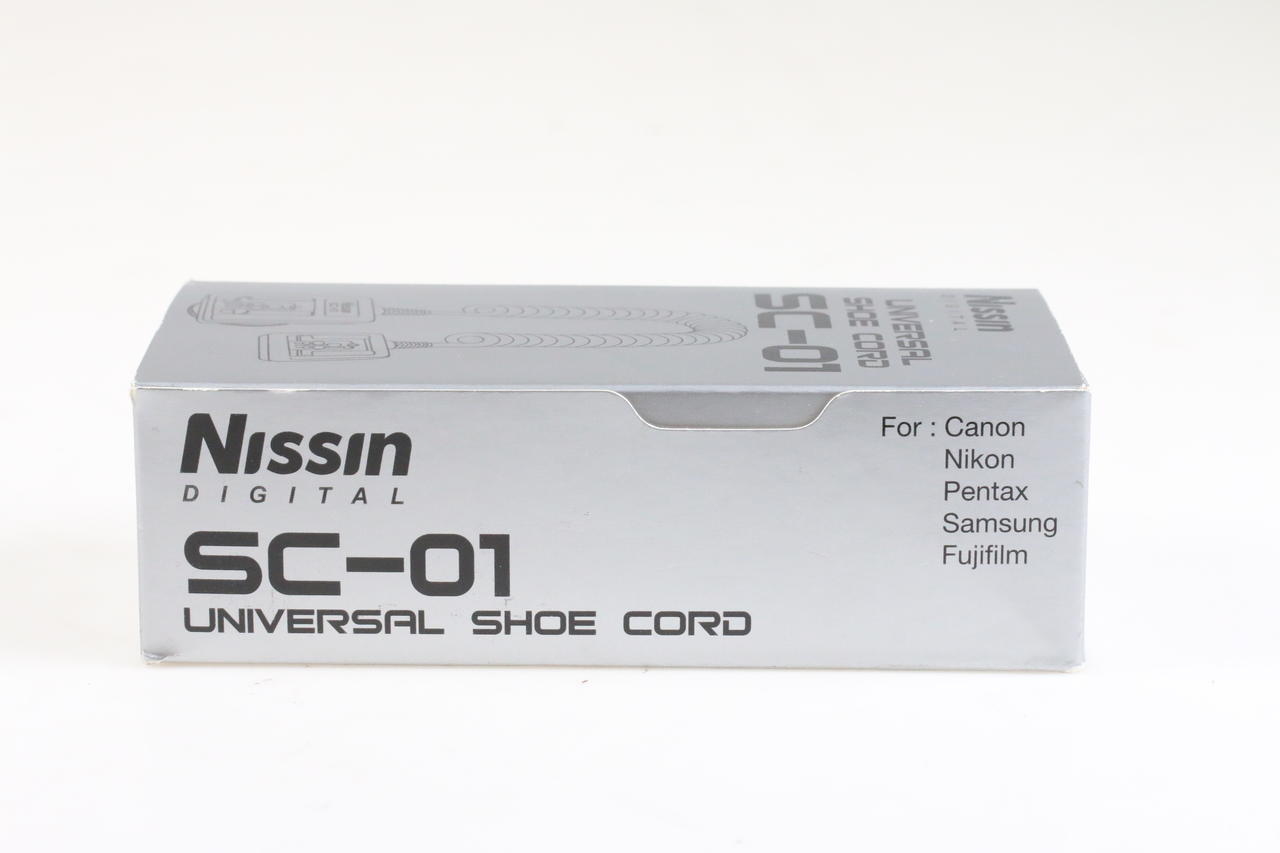 Nissin
DIGITAL
UNIVERSAL
SHOE CORD
SC-01
Nissin
DIGITAL
SC-01
UNIVERSAL SHOE CORD
For : Canon
Nikon
Pentax
Samsung
Fujifilm